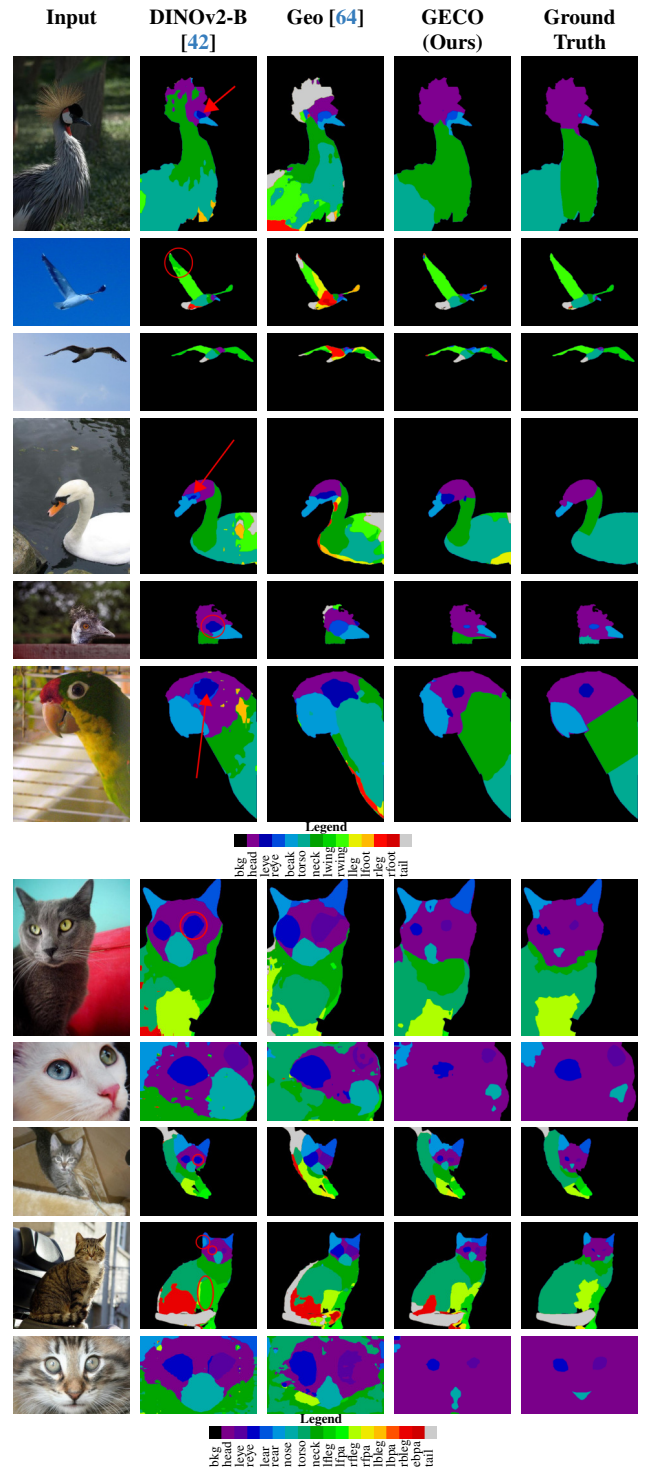 Input DINOv2-B Geo [64] GECO Ground
[42] (Ours) Truth
Legend
bkg head leye reye beak torso neck lwing rwing lleg lfoot rleg rfoot tail
Legend
bkg head leye reye lear rear nose torso neck lfleg lfpa rfleg rfpa lbleg lbpa rbleg ebpa tail